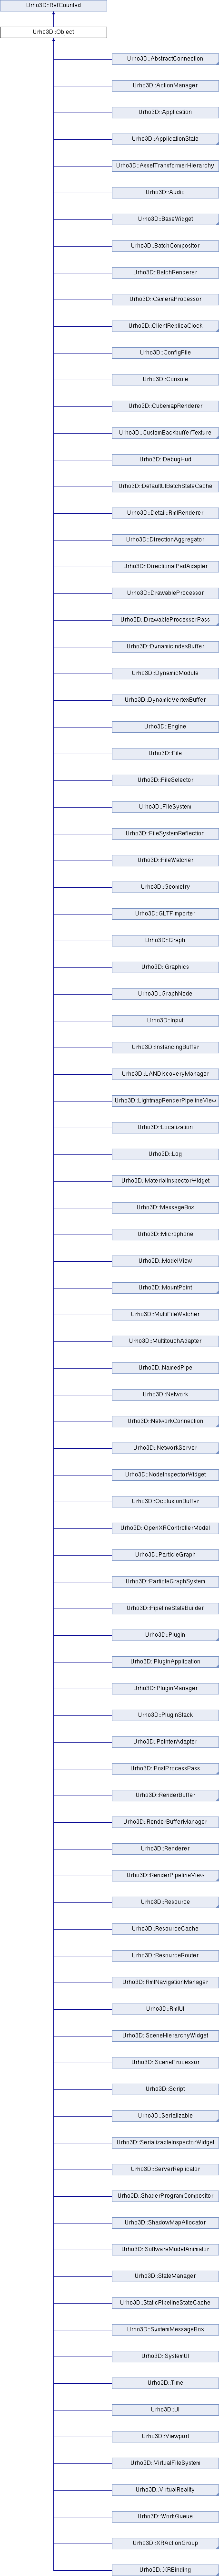 Urho3D::RefCounted
Urho3D::Object
Urho3D::AbstractConnection
Urho3D::ActionManager
Urho3D::Application
Urho3D::ApplicationState
Urho3D::AssetTransformerHierarchy
Urho3D::Audio
Urho3D::BaseWidget
Urho3D::BatchCompositor
Urho3D::BatchRenderer
Urho3D::CameraProcessor
Urho3D::ClientReplicaClock
Urho3D::ConfigFile
Urho3D::Console
Urho3D::CubemapRenderer
Urho3D::CustomBackbufferTexture
Urho3D::DebugHud
Urho3D::DefaultUIBatchStateCache
Urho3D::Detail::RmlRenderer
Urho3D::DirectionAggregator
Urho3D::DirectionalPadAdapter
Urho3D::DrawableProcessor
Urho3D::DrawableProcessorPass
Urho3D::DynamicIndexBuffer
Urho3D::DynamicModule
Urho3D::DynamicVertexBuffer
Urho3D::Engine
Urho3D::File
Urho3D::FileSelector
Urho3D::FileSystem
Urho3D::FileSystemReflection
Urho3D::FileWatcher
Urho3D::Geometry
Urho3D::GLTFImporter
Urho3D::Graph
Urho3D::Graphics
Urho3D::GraphNode
Urho3D::Input
Urho3D::InstancingBuffer
Urho3D::LANDiscoveryManager
Urho3D::LightmapRenderPipelineView
Urho3D::Localization
Urho3D::Log
Urho3D::MaterialInspectorWidget
Urho3D::MessageBox
Urho3D::Microphone
Urho3D::ModelView
Urho3D::MountPoint
Urho3D::MultiFileWatcher
Urho3D::MultitouchAdapter
Urho3D::NamedPipe
Urho3D::Network
Urho3D::NetworkConnection
Urho3D::NetworkServer
Urho3D::NodeInspectorWidget
Urho3D::OcclusionBuffer
Urho3D::OpenXRControllerModel
Urho3D::ParticleGraph
Urho3D::ParticleGraphSystem
Urho3D::PipelineStateBuilder
Urho3D::Plugin
Urho3D::PluginApplication
Urho3D::PluginManager
Urho3D::PluginStack
Urho3D::PointerAdapter
Urho3D::PostProcessPass
Urho3D::RenderBuffer
Urho3D::RenderBufferManager
Urho3D::Renderer
Urho3D::RenderPipelineView
Urho3D::Resource
Urho3D::ResourceCache
Urho3D::ResourceRouter
Urho3D::RmlNavigationManager
Urho3D::RmlUI
Urho3D::SceneHierarchyWidget
Urho3D::SceneProcessor
Urho3D::Script
Urho3D::Serializable
Urho3D::SerializableInspectorWidget
Urho3D::ServerReplicator
Urho3D::ShaderProgramCompositor
Urho3D::ShadowMapAllocator
Urho3D::SoftwareModelAnimator
Urho3D::StateManager
Urho3D::StaticPipelineStateCache
Urho3D::SystemMessageBox
Urho3D::SystemUI
Urho3D::Time
Urho3D::UI
Urho3D::Viewport
Urho3D::VirtualFileSystem
Urho3D::VirtualReality
Urho3D::WorkQueue
Urho3D::XRActionGroup
Urho3D::XRBinding